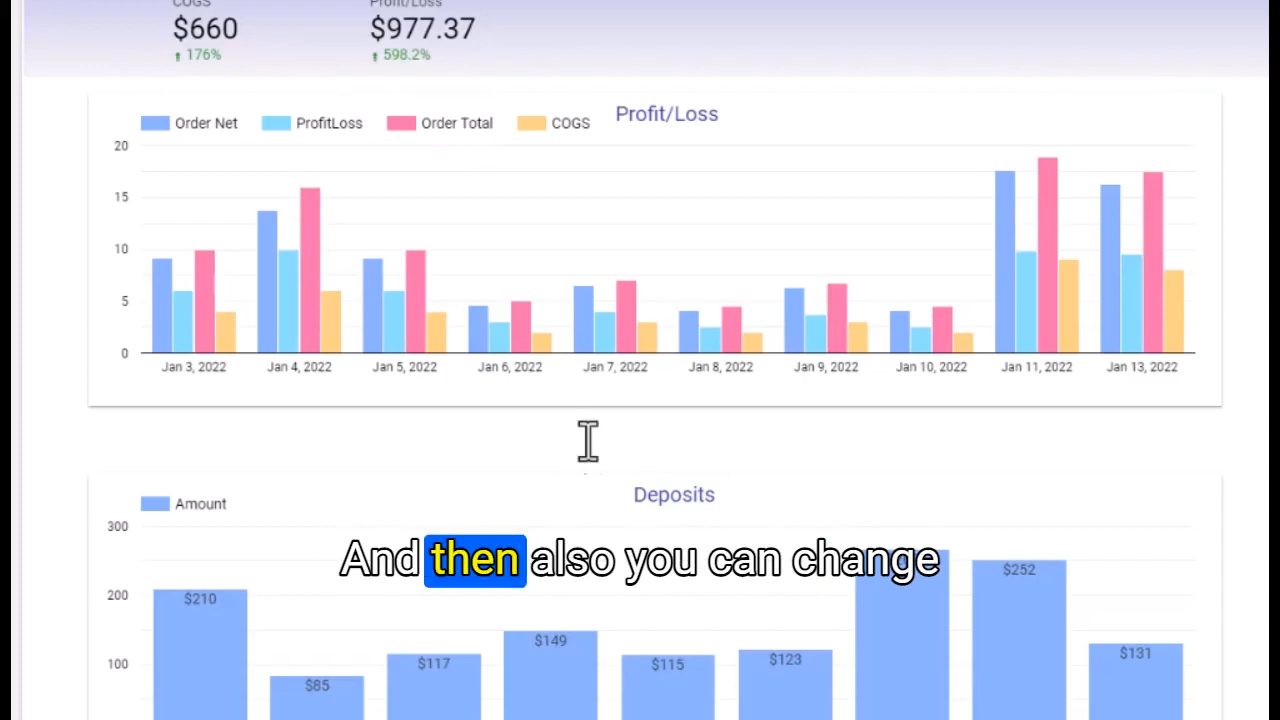 COGS Profit/Loss
$660 $977.37
176% 598.2%
Profit/Loss
Order Net ProfitLoss Order Total COGS
20
15
10
5
0
Jan 3, 2022 Jan 4, 2022 Jan 5, 2022 Jan 6, 2022 Jan 7, 2022 Jan 8, 2022 Jan 9, 2022 Jan 10, 2022 Jan 11, 2022 Jan 13, 2022
Deposits
Amount
300
And then also you can change
200
100
$210 $85 $117 $149 $115 $123 $252 $131